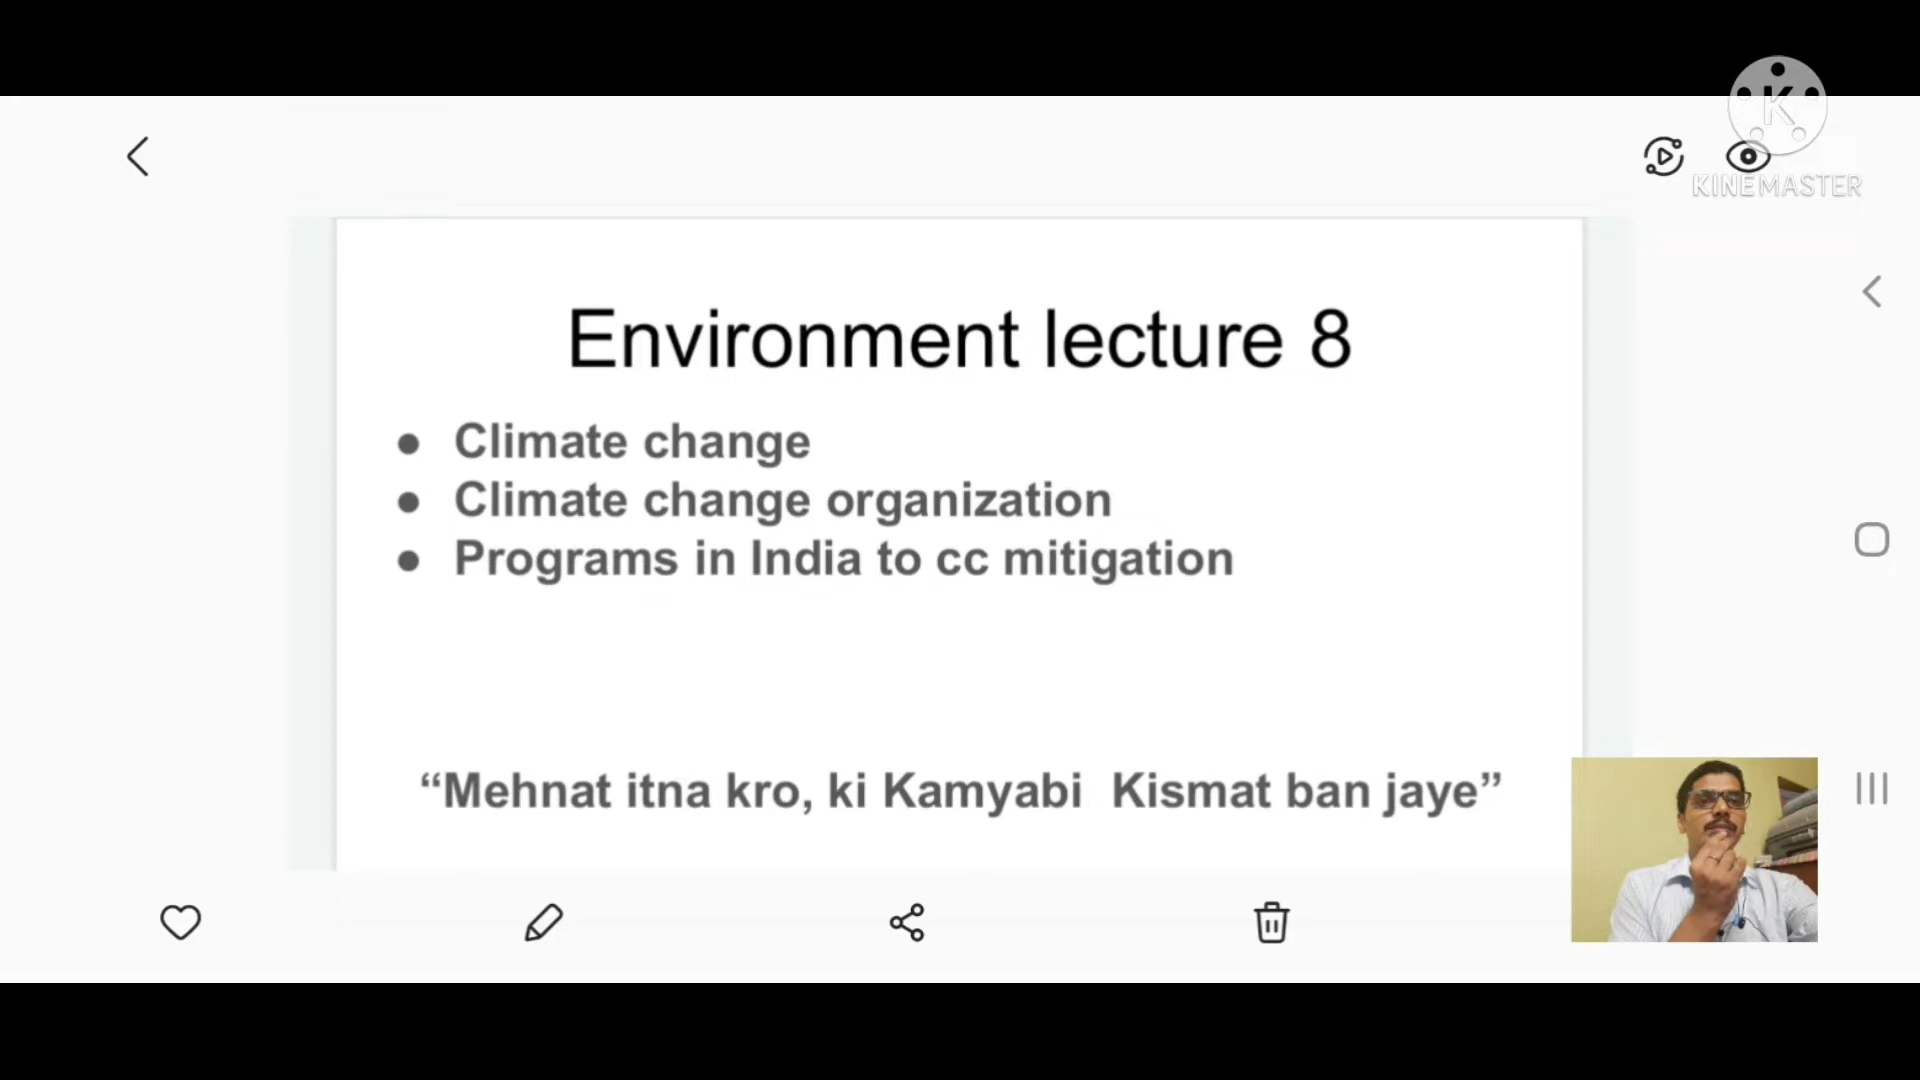 K
KINEMASTER
Environment lecture 8
● Climate change
● Climate change organization
● Programs in India to cc mitigation
“Mehnat itna kro, ki Kamyabi Kismat ban jaye”